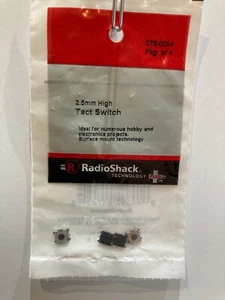 275-0004
Pkg. of 4
2.5mm High
Tact Switch
Ideal for numerous hobby and
electronics projects.
Surface mount technology
R RadioShack
TECHNOLOGY